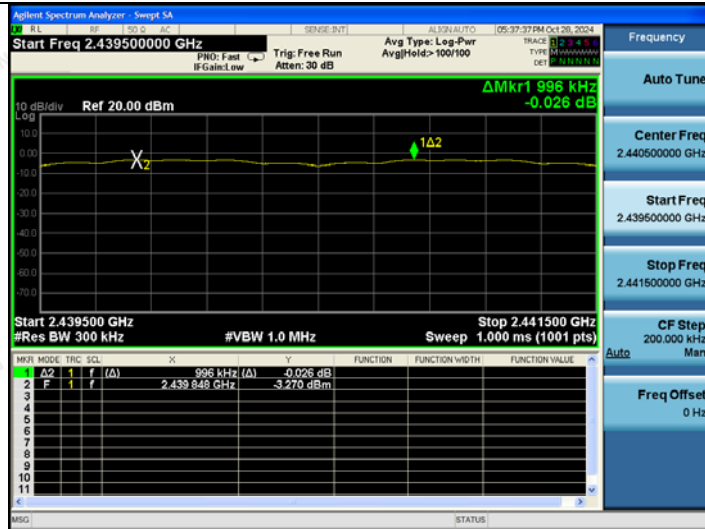 Agilent Spectrum Analyzer - Swept SA
RL RF 50 Ω AC SENSE:INT ALIGN AUTO 05:37:37 PM Oct 28, 2024
Start Freq 2.439500000 GHz
PNO: Fast
IFGain:Low
Trig: Free Run
Atten: 30 dB
Avg Type: Log-Pwr
Avg|Hold:> 100/100
TRACE 1 2 3 4 5 6
TYPE M
DET P N N N N N
Frequency
ΔMkr1 996 kHz
-0.026 dB
10 dB/div Ref 20.00 dBm
Log
10.0
0.00
-10.0
-20.0
-30.0
-40.0
-50.0
-60.0
-70.0
X2
1Δ2
Start 2.439500 GHz Stop 2.441500 GHz
#Res BW 300 kHz #VBW 1.0 MHz Sweep 1.000 ms (1001 pts)
MKR MODE TRC SCL X Y FUNCTION FUNCTION WIDTH FUNCTION VALUE
1 Δ2 1 f (Δ) 996 kHz (Δ) -0.026 dB
2 F 1 f 2.439 848 GHz -3.270 dBm
3
4
5
6
7
8
9
10
11
MSG STATUS
Auto Tune
Center Freq
2.440500000 GHz
Start Freq
2.439500000 GHz
Stop Freq
2.441500000 GHz
CF Step
200.000 kHz
Auto Man
Freq Offset
0 Hz